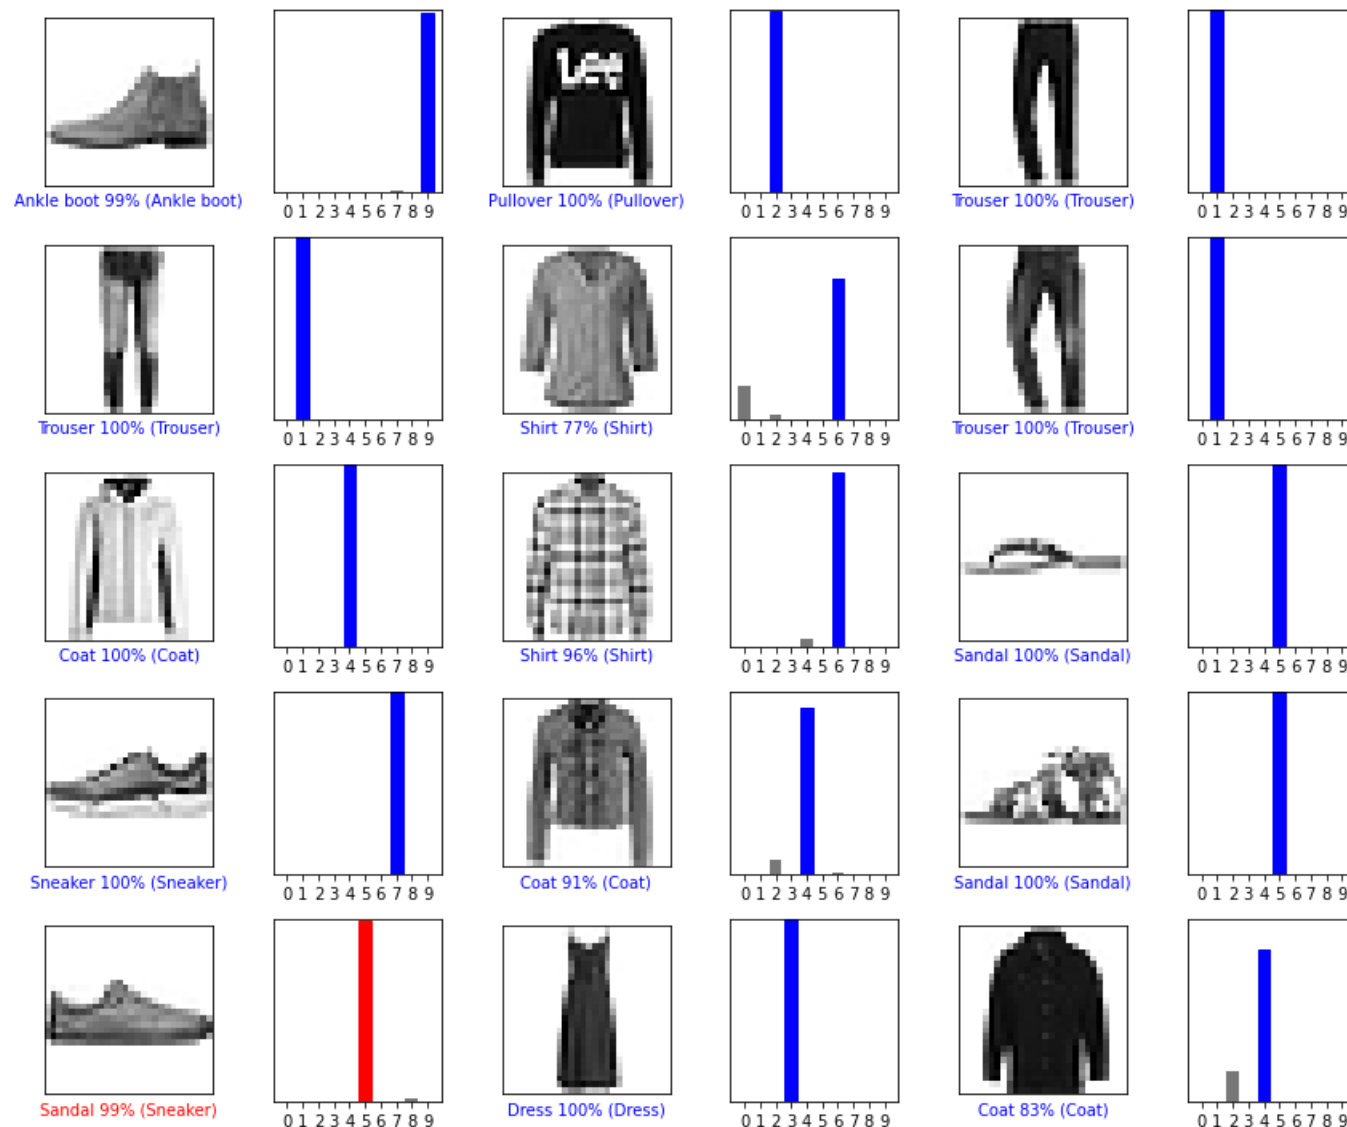 Lee
Ankle boot 99% (Ankle boot)
0 1 2 3 4 5 6 7 8 9
Pullover 100% (Pullover)
0 1 2 3 4 5 6 7 8 9
Trouser 100% (Trouser)
0 1 2 3 4 5 6 7 8 9
Trouser 100% (Trouser)
0 1 2 3 4 5 6 7 8 9
Shirt 77% (Shirt)
0 1 2 3 4 5 6 7 8 9
Trouser 100% (Trouser)
0 1 2 3 4 5 6 7 8 9
Coat 100% (Coat)
0 1 2 3 4 5 6 7 8 9
Shirt 96% (Shirt)
0 1 2 3 4 5 6 7 8 9
Sandal 100% (Sandal)
0 1 2 3 4 5 6 7 8 9
Sneaker 100% (Sneaker)
0 1 2 3 4 5 6 7 8 9
Coat 91% (Coat)
0 1 2 3 4 5 6 7 8 9
Sandal 100% (Sandal)
0 1 2 3 4 5 6 7 8 9
Sandal 99% (Sneaker)
0 1 2 3 4 5 6 7 8 9
Dress 100% (Dress)
0 1 2 3 4 5 6 7 8 9
Coat 83% (Coat)
0 1 2 3 4 5 6 7 8 9